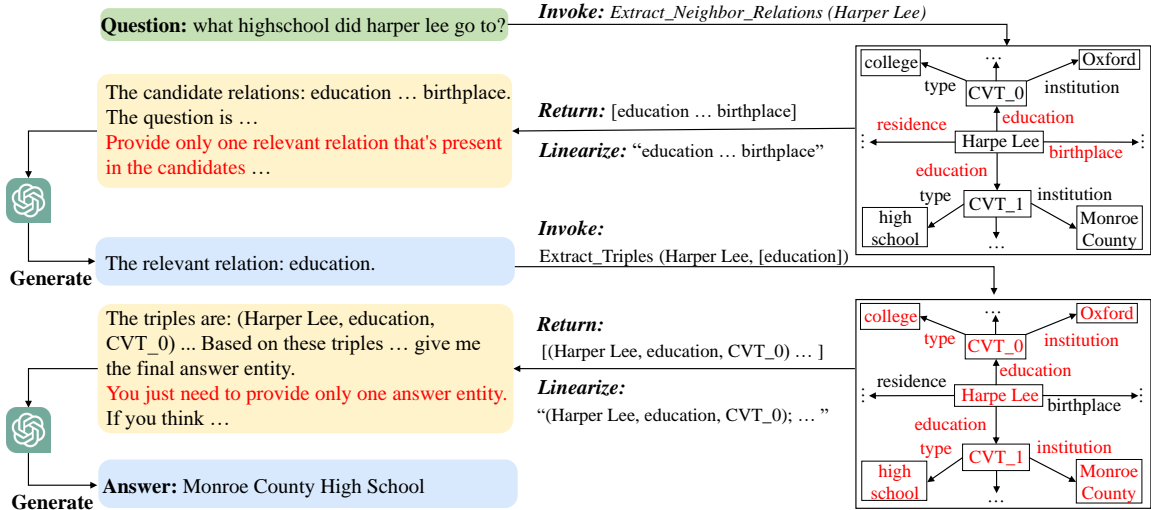 Question: what highschool did harper lee go to?
Invoke: Extract_Neighbor_Relations (Harper Lee)
The candidate relations: education … birthplace.
The question is …
Provide only one relevant relation that's present
in the candidates …
Return: [education … birthplace]
Linearize: “education … birthplace”
college
…
Oxford
type
CVT_0
institution
education
residence
Harpe Lee
birthplace
…
…
education
type
CVT_1
institution
high
school
…
Monroe
County
Generate
The relevant relation: education.
Invoke:
Extract_Triples (Harper Lee, [education])
The triples are: (Harper Lee, education,
CVT_0) ... Based on these triples … give me
the final answer entity.
You just need to provide only one answer entity.
If you think …
Return:
[(Harper Lee, education, CVT_0) … ]
Linearize:
“(Harper Lee, education, CVT_0); … ”
college
…
Oxford
type
CVT_0
institution
education
residence
Harpe Lee
birthplace
…
…
education
type
CVT_1
institution
high
school
…
Monroe
County
Generate
Answer: Monroe County High School